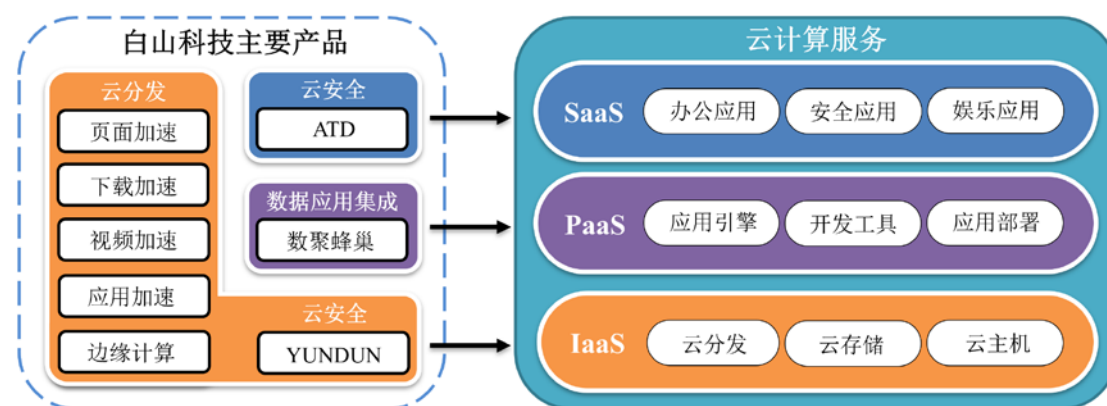 白山科技主要产品
云分发
页面加速
下载加速
视频加速
应用加速
边缘计算
云安全
ATD
数据应用集成
数聚蜂巢
云安全
YUNDUN
云计算服务
SaaS 办公应用 安全应用 娱乐应用
PaaS 应用引擎 开发工具 应用部署
IaaS 云分发 云存储 云主机